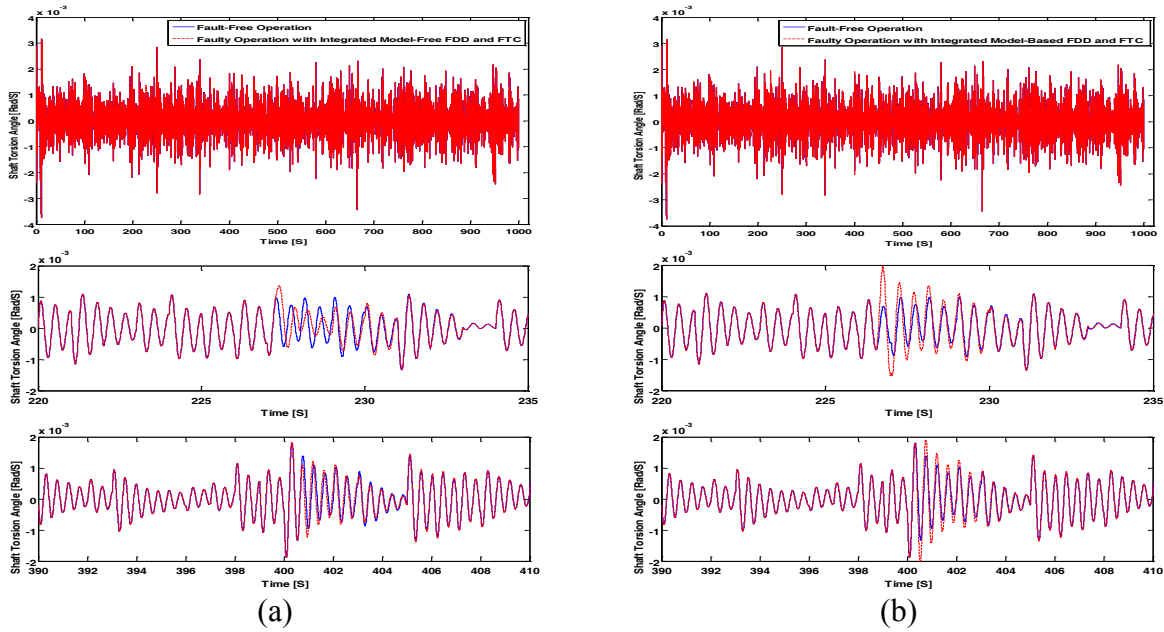 x 10⁻³
Fault-Free Operation
Faulty Operation with Integrated Model-Free FDD and FTC
Shaft Torsion Angle [Rad/S]
4
3
2
1
0
-1
-2
-3
-4
0 100 200 300 400 500 600 700 800 900 1000
Time [S]
x 10⁻³
Shaft Torsion Angle [Rad/S]
2
1
0
-1
-2
220 225 230 235
Time [S]
x 10⁻³
Shaft Torsion Angle [Rad/S]
2
1
0
-1
-2
390 392 394 396 398 400 402 404 406 408 410
Time [S]
(a)
x 10⁻³
Fault-Free Operation
Faulty Operation with Integrated Model-Based FDD and FTC
Shaft Torsion Angle [Rad/S]
4
3
2
1
0
-1
-2
-3
-4
0 100 200 300 400 500 600 700 800 900 1000
Time [S]
x 10⁻³
Shaft Torsion Angle [Rad/S]
2
1
0
-1
-2
220 225 230 235
Time [S]
x 10⁻³
Shaft Torsion Angle [Rad/S]
2
1
0
-1
-2
390 392 394 396 398 400 402 404 406 408 410
Time [S]
(b)